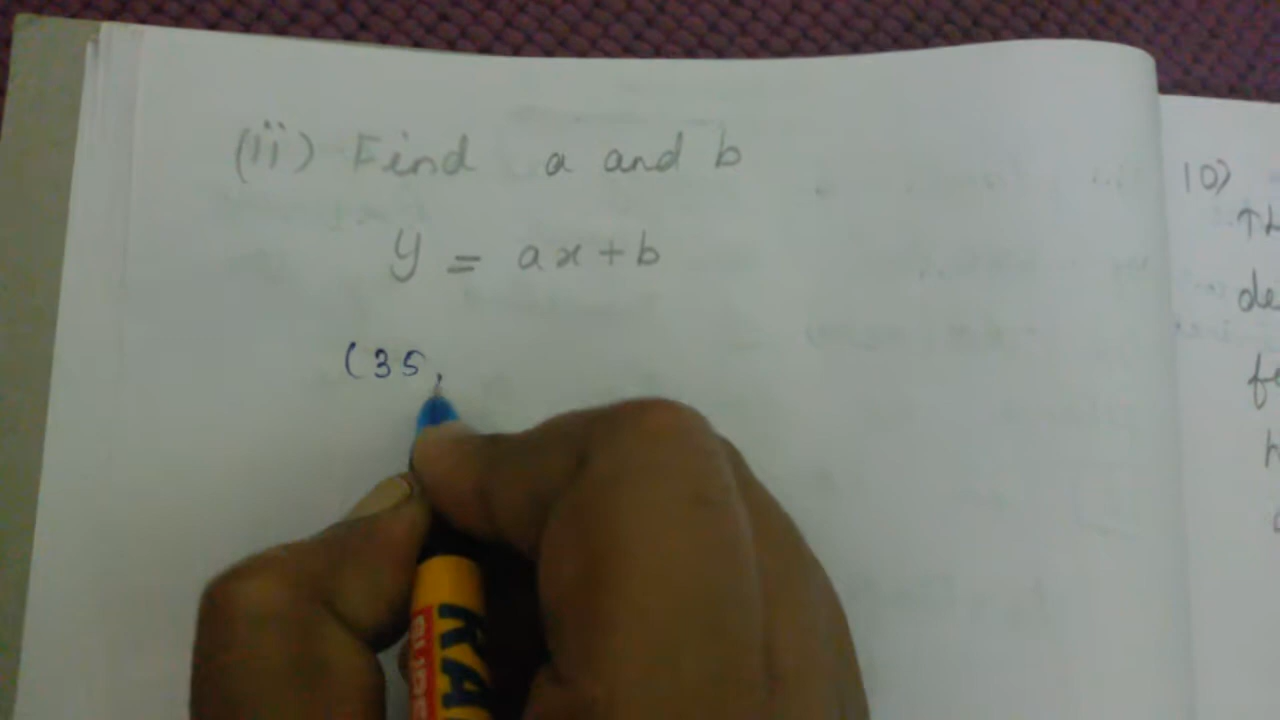 (ii) Find a and b
y = ax+b
(35,
10)